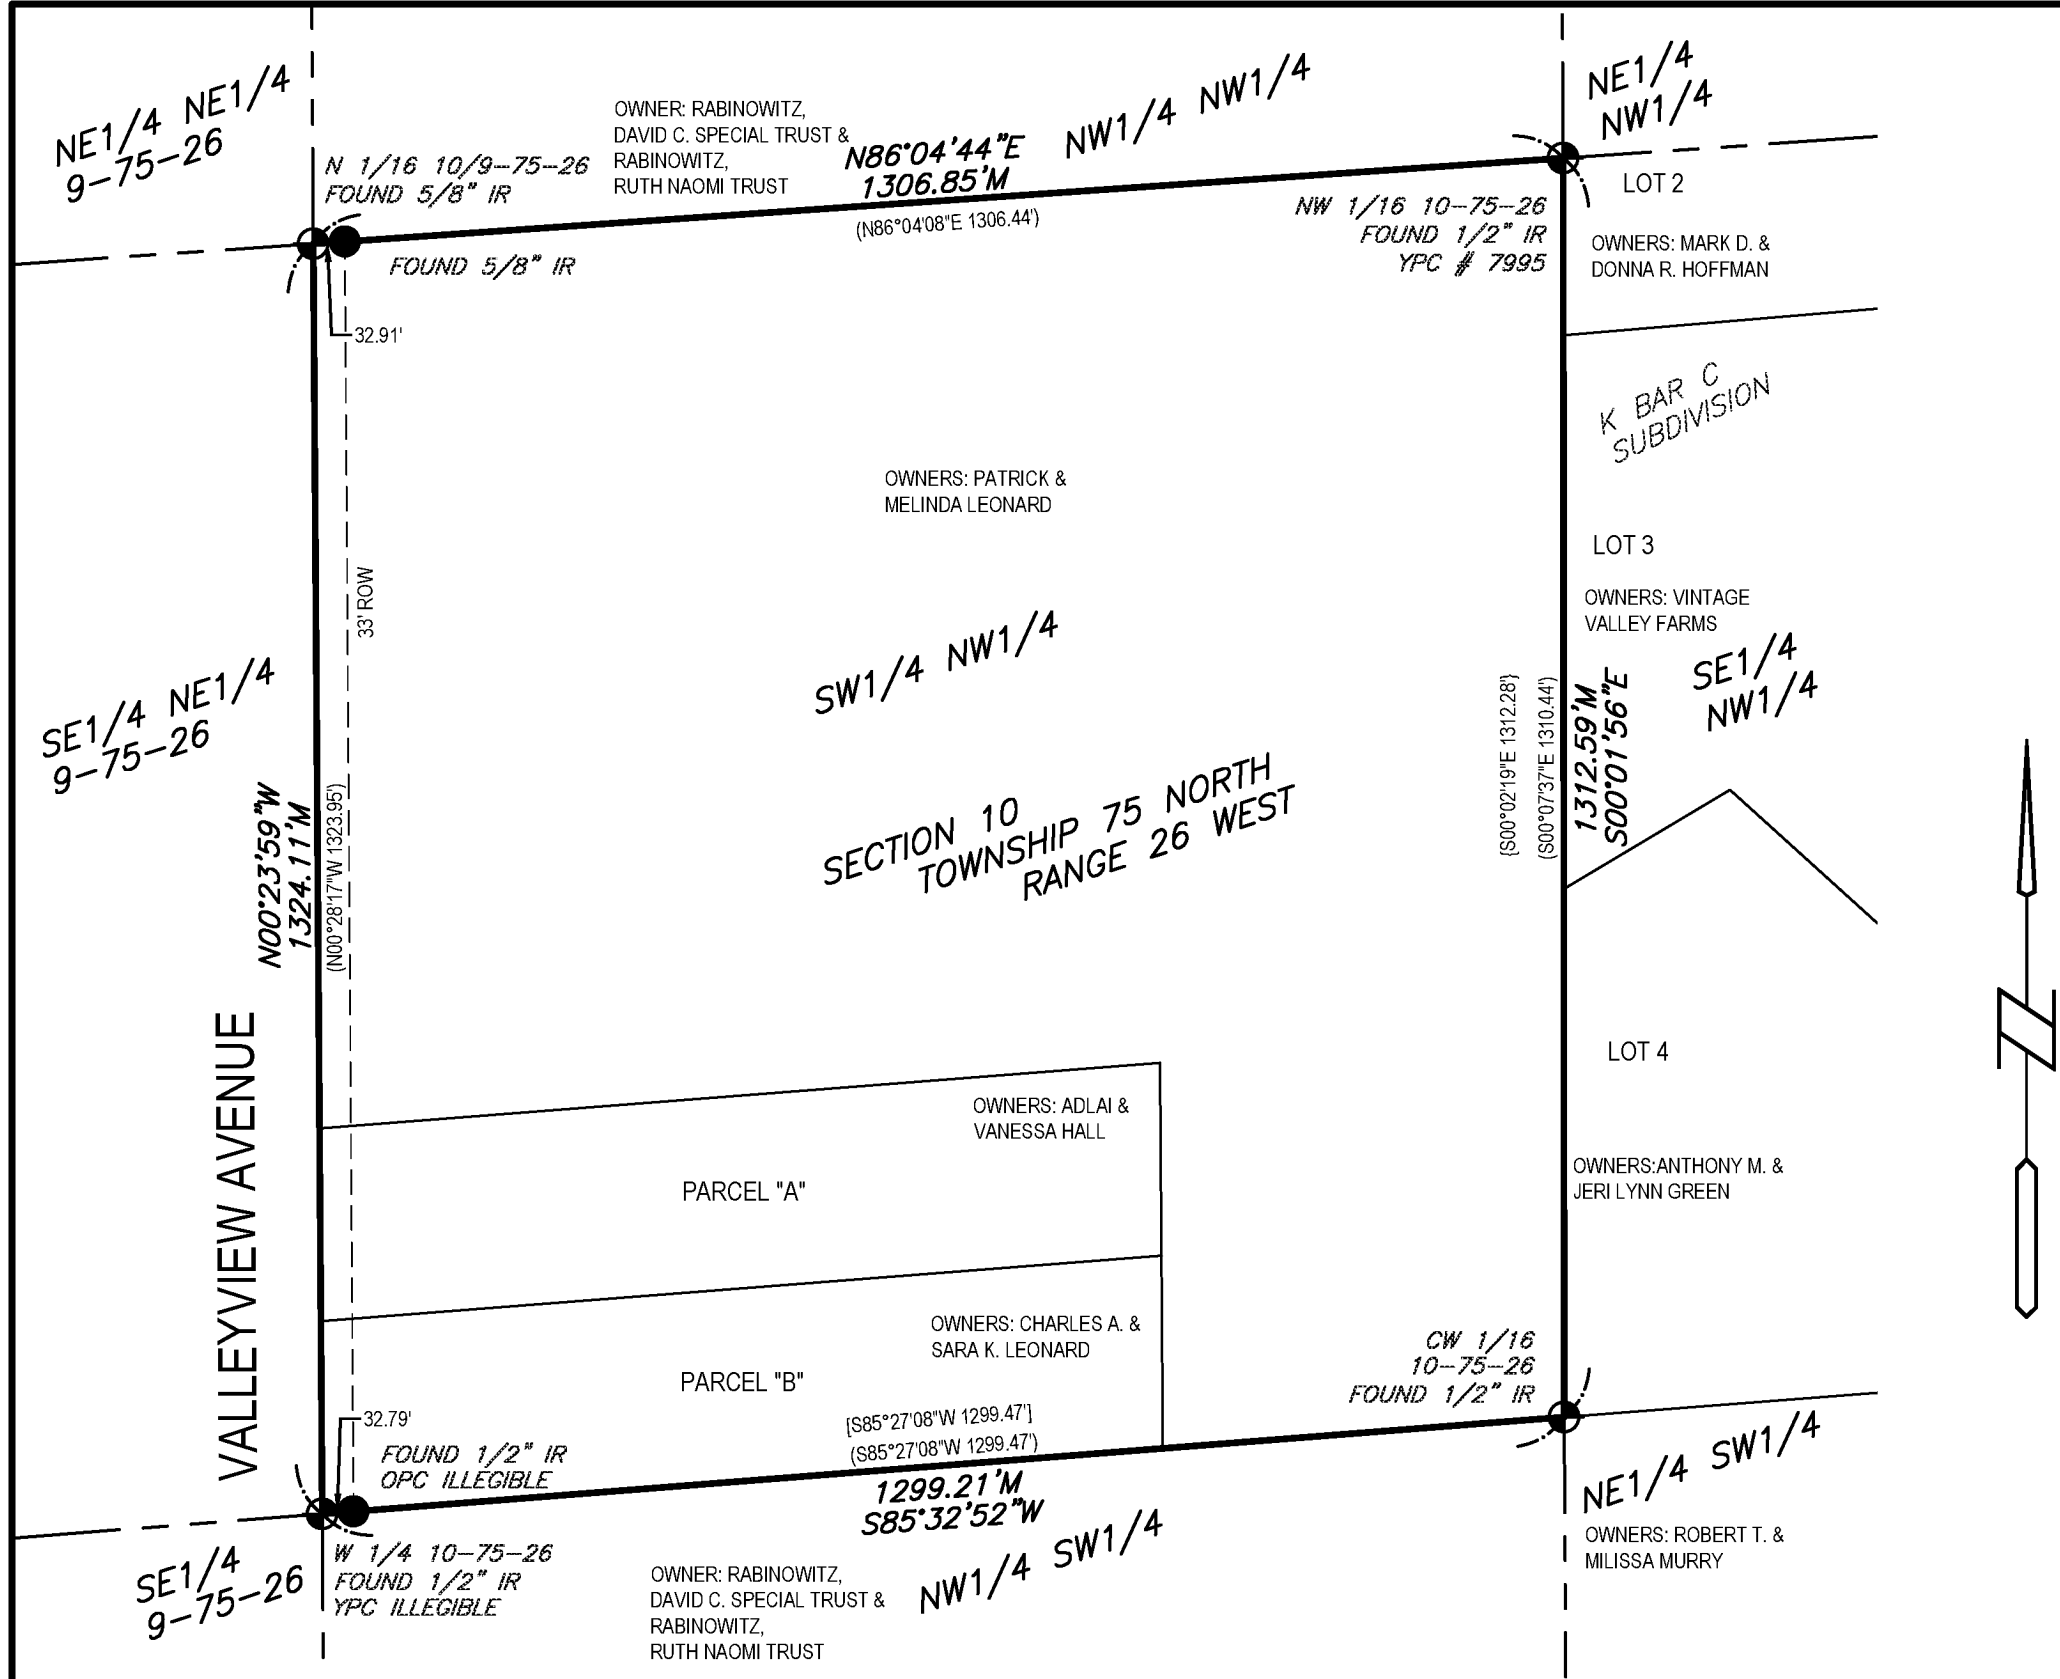 NE1/4 NE1/4
9-75-26
N 1/16 10/9-75-26
FOUND 5/8" IR
OWNER: RABINOWITZ,
DAVID C. SPECIAL TRUST &
RABINOWITZ,
RUTH NAOMI TRUST
N86°04'44"E
1306.85'M
(N86°04'08"E 1306.44')
NW1/4 NW1/4
NE1/4
NW1/4
LOT 2
NW 1/16 10-75-26
FOUND 1/2" IR
YPC # 7995
OWNERS: MARK D. &
DONNA R. HOFFMAN
FOUND 5/8" IR
32.91'
K BAR C
SUBDIVISION
OWNERS: PATRICK &
MELINDA LEONARD
LOT 3
33' ROW
OWNERS: VINTAGE
VALLEY FARMS
SW1/4 NW1/4
SE1/4
NW1/4
SE1/4 NE1/4
9-75-26
N00°23'59"W
1324.11'M
(N00°28'17"W 1323.95')
{S00°02'19"E 1312.28'}
(S00°07'37"E 1310.44')
1312.59'M
S00°01'56"E
SECTION 10
TOWNSHIP 75 NORTH
RANGE 26 WEST
N
VALLEYVIEW AVENUE
LOT 4
OWNERS: ADLAI &
VANESSA HALL
PARCEL "A"
OWNERS:ANTHONY M. &
JERI LYNN GREEN
OWNERS: CHARLES A. &
SARA K. LEONARD
PARCEL "B"
CW 1/16
10-75-26
FOUND 1/2" IR
32.79'
FOUND 1/2" IR
OPC ILLEGIBLE
[S85°27'08"W 1299.47']
(S85°27'08"W 1299.47')
1299.21'M
S85°32'52"W
NE1/4 SW1/4
OWNERS: ROBERT T. &
MILISSA MURRY
W 1/4 10-75-26
FOUND 1/2" IR
YPC ILLEGIBLE
SE1/4
9-75-26
OWNER: RABINOWITZ,
DAVID C. SPECIAL TRUST &
RABINOWITZ,
RUTH NAOMI TRUST
NW1/4 SW1/4